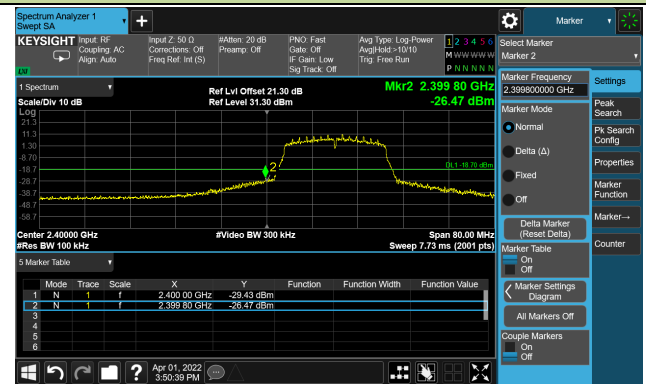 Spectrum Analyzer 1
Swept SA
Marker
KEYSIGHT
Input: RF
Coupling: AC
Align: Auto
Input Z: 50 Ω
Corrections: Off
Freq Ref: Int (S)
#Atten: 20 dB
Preamp: Off
PNO: Fast
Gate: Off
IF Gain: Low
Sig Track: Off
Avg Type: Log-Power
Avg|Hold:>10/10
Trig: Free Run
1 2 3 4 5 6
M W W W W W
P N N N N N
Select Marker
Marker 2
1 Spectrum
Scale/Div 10 dB
Log
Ref Lvl Offset 21.30 dB
Ref Level 31.30 dBm
Mkr2 2.399 80 GHz
-26.47 dBm
21.3
11.3
1.30
-8.70
-18.7
-28.7
-38.7
-48.7
-58.7
2
DL1 -18.70 dBm
Center 2.40000 GHz
#Res BW 100 kHz
#Video BW 300 kHz
Span 80.00 MHz
Sweep 7.73 ms (2001 pts)
5 Marker Table
Mode Trace Scale X Y Function Function Width Function Value
1 N 1 f 2.400 00 GHz -29.43 dBm
2 N 1 f 2.399 80 GHz -26.47 dBm
3
4
5
6
Marker Frequency
2.399800000 GHz
Marker Mode
Normal
Delta (Δ)
Fixed
Off
Delta Marker
(Reset Delta)
Marker Table
On
Off
Marker Settings
Diagram
All Markers Off
Couple Markers
On
Off
Settings
Peak
Search
Pk Search
Config
Properties
Marker
Function
Marker→
Counter
Apr 01, 2022
3:50:39 PM